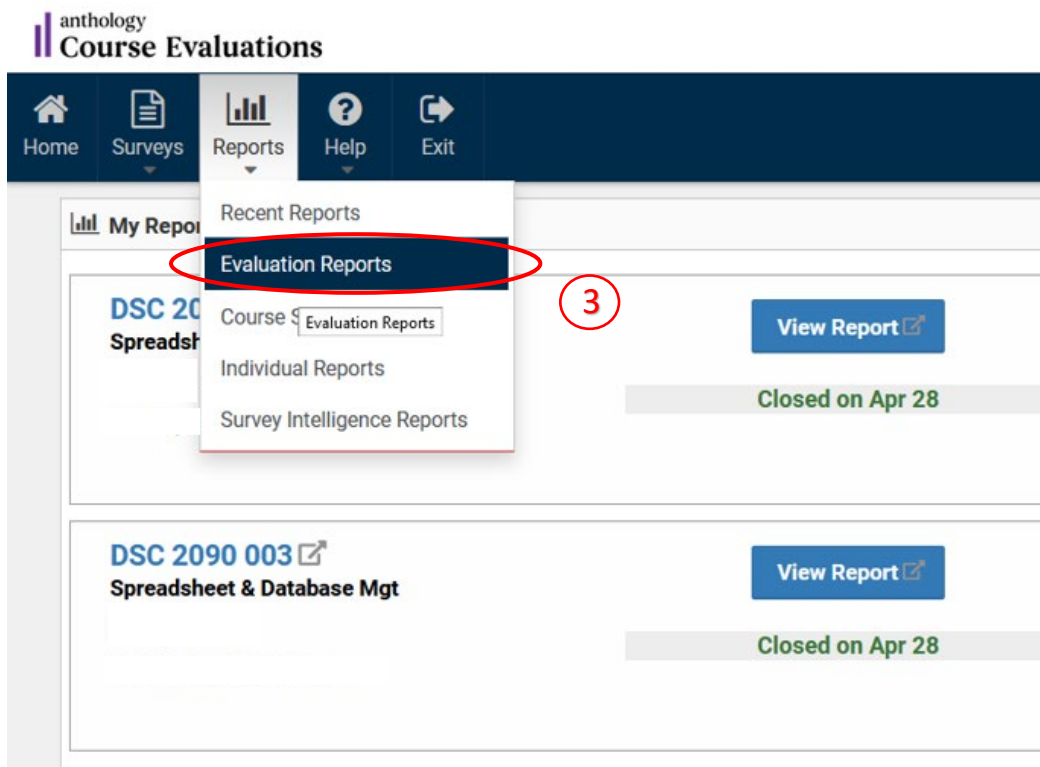 anthology
Course Evaluations
Home
Surveys
Reports
Help
Exit
Recent Reports
My Repor
Evaluation Reports
3
DSC 20
Course S
Evaluation Reports
View Report
Spreadsh
Individual Reports
Closed on Apr 28
Survey Intelligence Reports
DSC 2090 003
Spreadsheet & Database Mgt
View Report
Closed on Apr 28